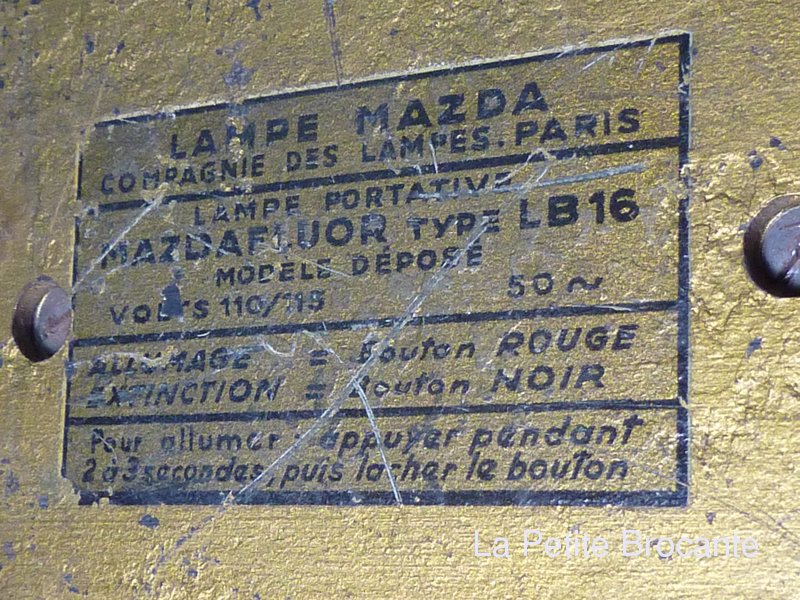 LAMPE MAZDA
COMPAGNIE DES LAMPES. PARIS
LAMPE PORTATIVE
MAZDAFLUOR TYPE LB16
MODÈLE DÉPOSÉ
VOLTS 110/115 50 ~
ALLUMAGE = Bouton ROUGE
EXTINCTION = Bouton NOIR
Pour allumer : appuyer pendant
2 à 3 secondes, puis lacher le bouton
La Petite Brocante